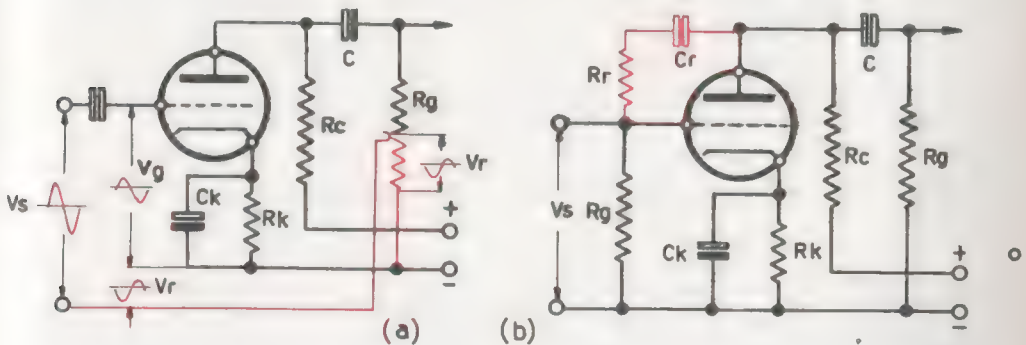 C
Rg
Rc
Vr
Vg
Ck
Rk
Vs
+
-
Vr
(a)
Cr
C
Rr
Rc
Rg
Vs
Rg
Ck
Rk
+
-
(b)